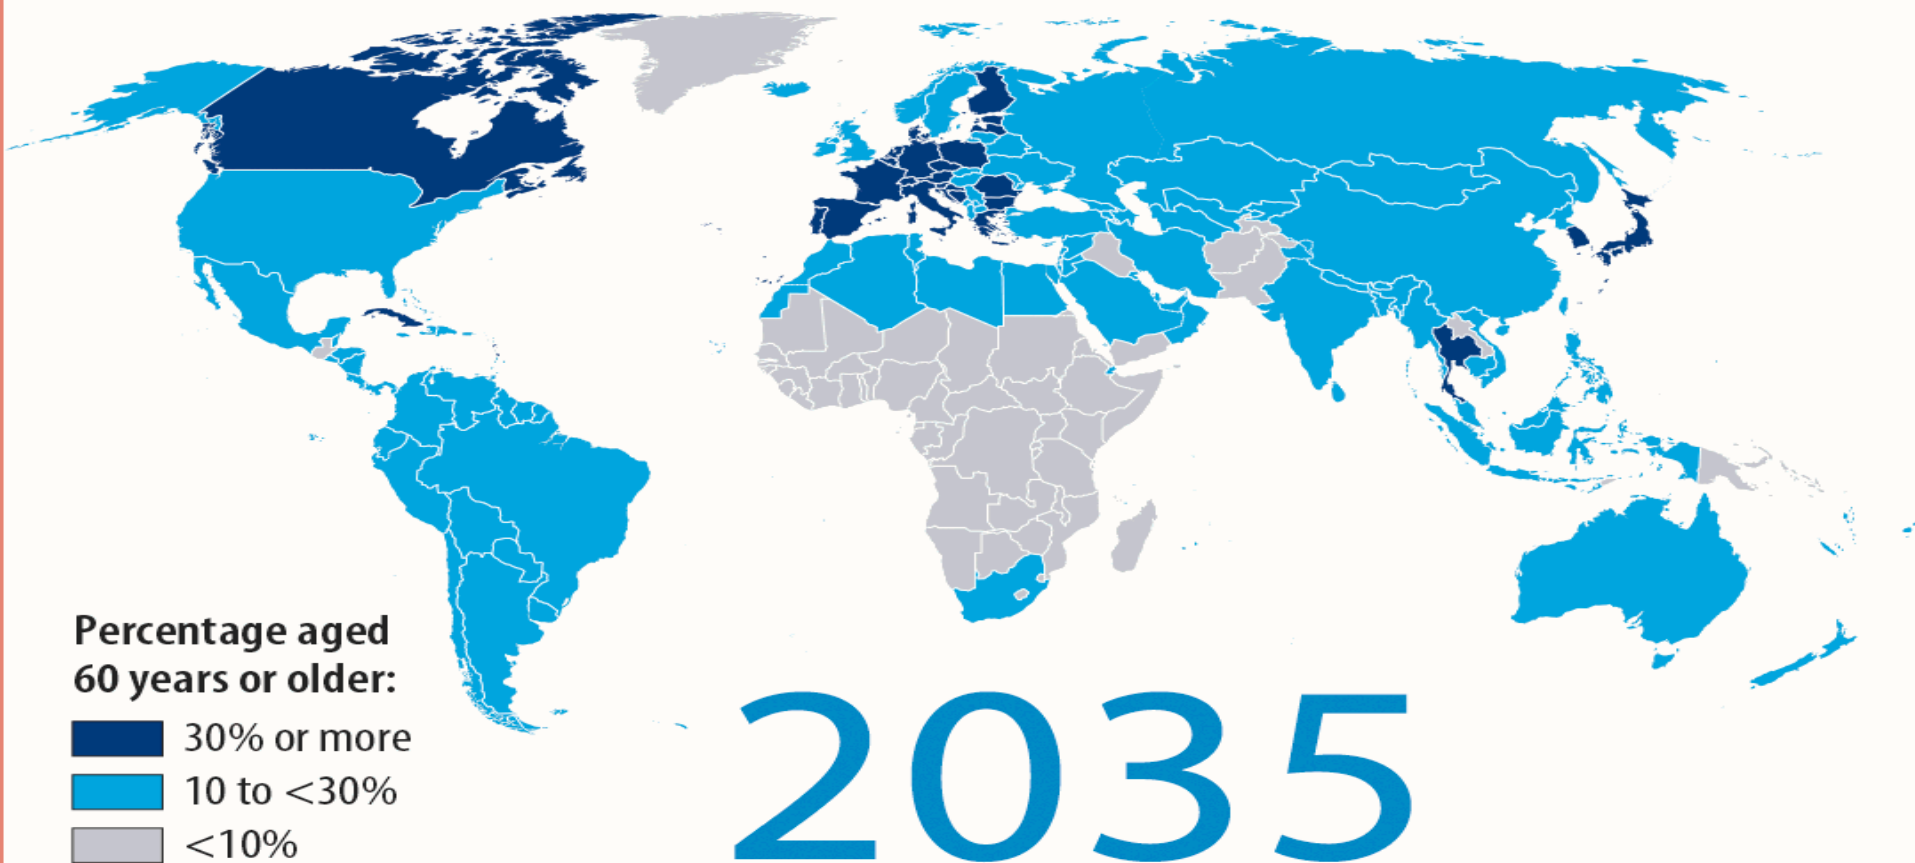 Percentage aged
60 years or older:
30% or more
10 to <30%
<10%
2035